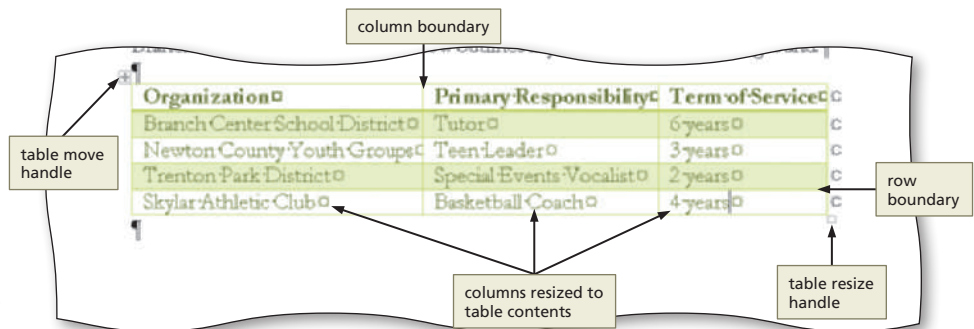 column boundary
Organization Primary Responsibility Term of Service
Branch Center School District Tutor 6 years
Newton County Youth Groups Teen Leader 3 years
Trenton Park District Special Events Vocalist 2 years
Skylar Athletic Club Basketball Coach 4 years
table move
handle
row
boundary
columns resized to
table contents
table resize
handle